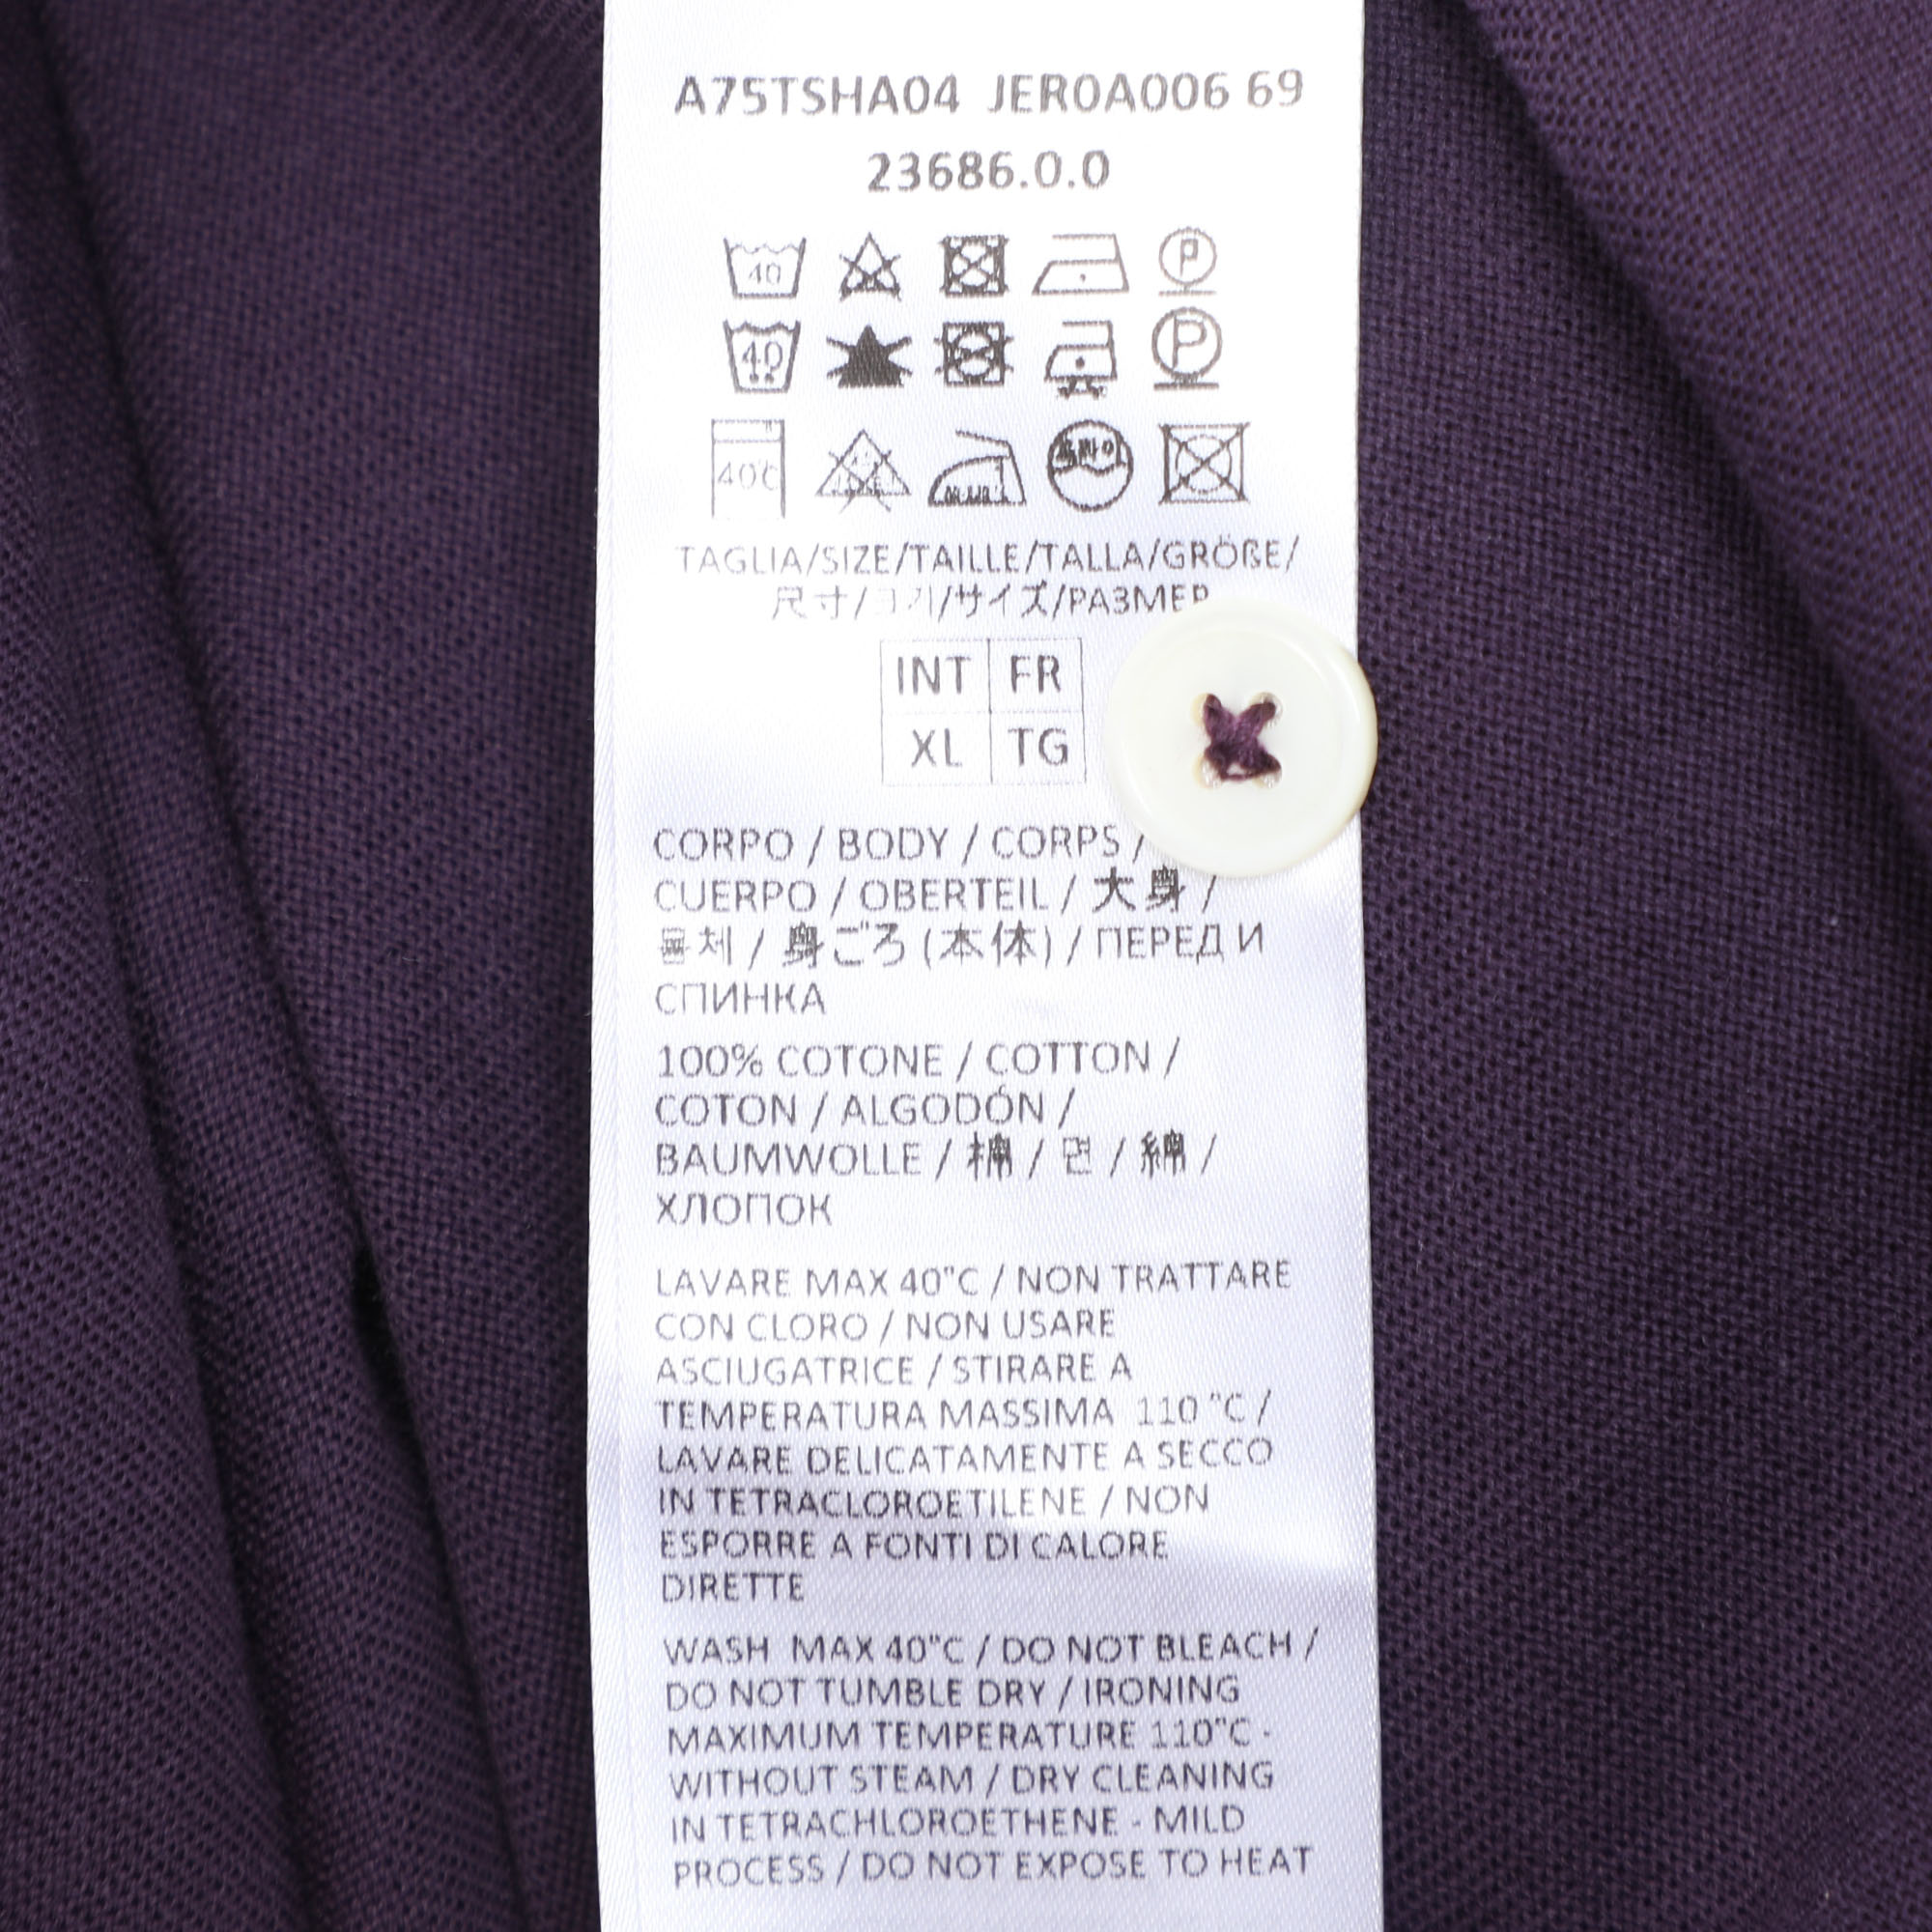 A75TSHA04 JER0A006 69
23686.0.0
40 P
40 P
40°C
TAGLIA/SIZE/TAILLE/TALLA/GRÖßE/
尺寸/크기/サイズ/РАЗМЕР
INT FR
XL TG
CORPO / BODY / CORPS /
CUERPO / OBERTEIL / 大身 /
몸체 / 身ごろ (本体) / ПЕРЕД И
СПИНКА
100% COTONE / COTTON /
COTON / ALGODÓN /
BAUMWOLLE / 棉 / 면 / 綿 /
ХЛОПОК
LAVARE MAX 40"C / NON TRATTARE
CON CLORO / NON USARE
ASCIUGATRICE / STIRARE A
TEMPERATURA MASSIMA 110 "C /
LAVARE DELICATAMENTE A SECCO
IN TETRACLOROETILENE / NON
ESPORRE A FONTI DI CALORE
DIRETTE
WASH MAX 40"C / DO NOT BLEACH /
DO NOT TUMBLE DRY / IRONING
MAXIMUM TEMPERATURE 110"C -
WITHOUT STEAM / DRY CLEANING
IN TETRACHLOROETHENE - MILD
PROCESS / DO NOT EXPOSE TO HEAT